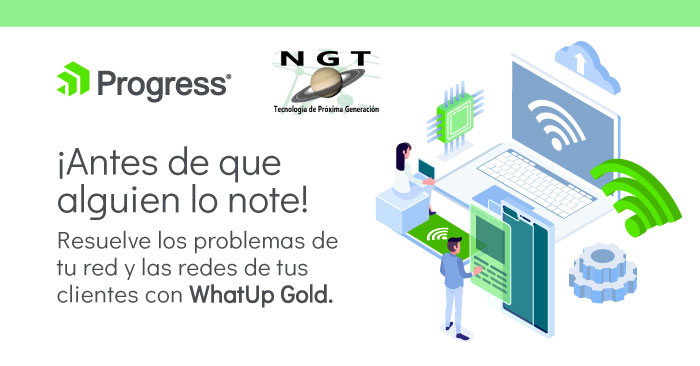 Progress®
NGT
Tecnología de Próxima Generación
¡Antes de que
alguien lo note!
Resuelve los problemas de
tu red y las redes de tus
clientes con WhatUp Gold.